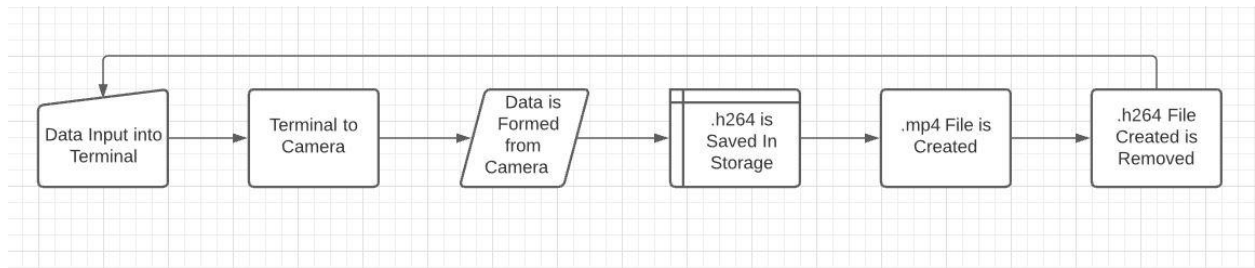 Data Input into
Terminal
Terminal to
Camera
Data is
Formed
from
Camera
.h264 is
Saved In
Storage
.mp4 File is
Created
.h264 File
Created is
Removed